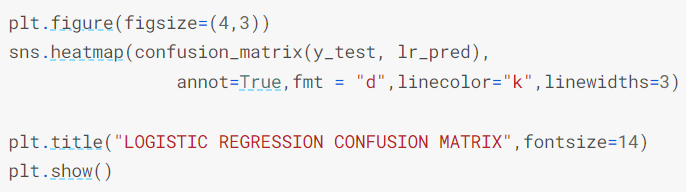 plt.figure(figsize=(4,3))
sns.heatmap(confusion_matrix(y_test, lr_pred),
                annot=True,fmt = "d",linecolor="k",linewidths=3)

plt.title("LOGISTIC REGRESSION CONFUSION MATRIX",fontsize=14)
plt.show()